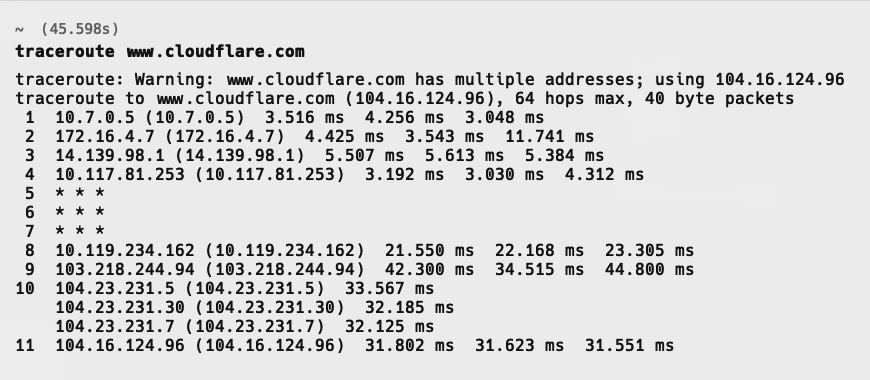 ~ (45.598s)
traceroute www.cloudflare.com
traceroute: Warning: www.cloudflare.com has multiple addresses; using 104.16.124.96
traceroute to www.cloudflare.com (104.16.124.96), 64 hops max, 40 byte packets
 1  10.7.0.5 (10.7.0.5)  3.516 ms  4.256 ms  3.048 ms
 2  172.16.4.7 (172.16.4.7)  4.425 ms  3.543 ms  11.741 ms
 3  14.139.98.1 (14.139.98.1)  5.507 ms  5.613 ms  5.384 ms
 4  10.117.81.253 (10.117.81.253)  3.192 ms  3.030 ms  4.312 ms
 5  * * *
 6  * * *
 7  * * *
 8  10.119.234.162 (10.119.234.162)  21.550 ms  22.168 ms  23.305 ms
 9  103.218.244.94 (103.218.244.94)  42.300 ms  34.515 ms  44.800 ms
10  104.23.231.5 (104.23.231.5)  33.567 ms
    104.23.231.30 (104.23.231.30)  32.185 ms
    104.23.231.7 (104.23.231.7)  32.125 ms
11  104.16.124.96 (104.16.124.96)  31.802 ms  31.623 ms  31.551 ms